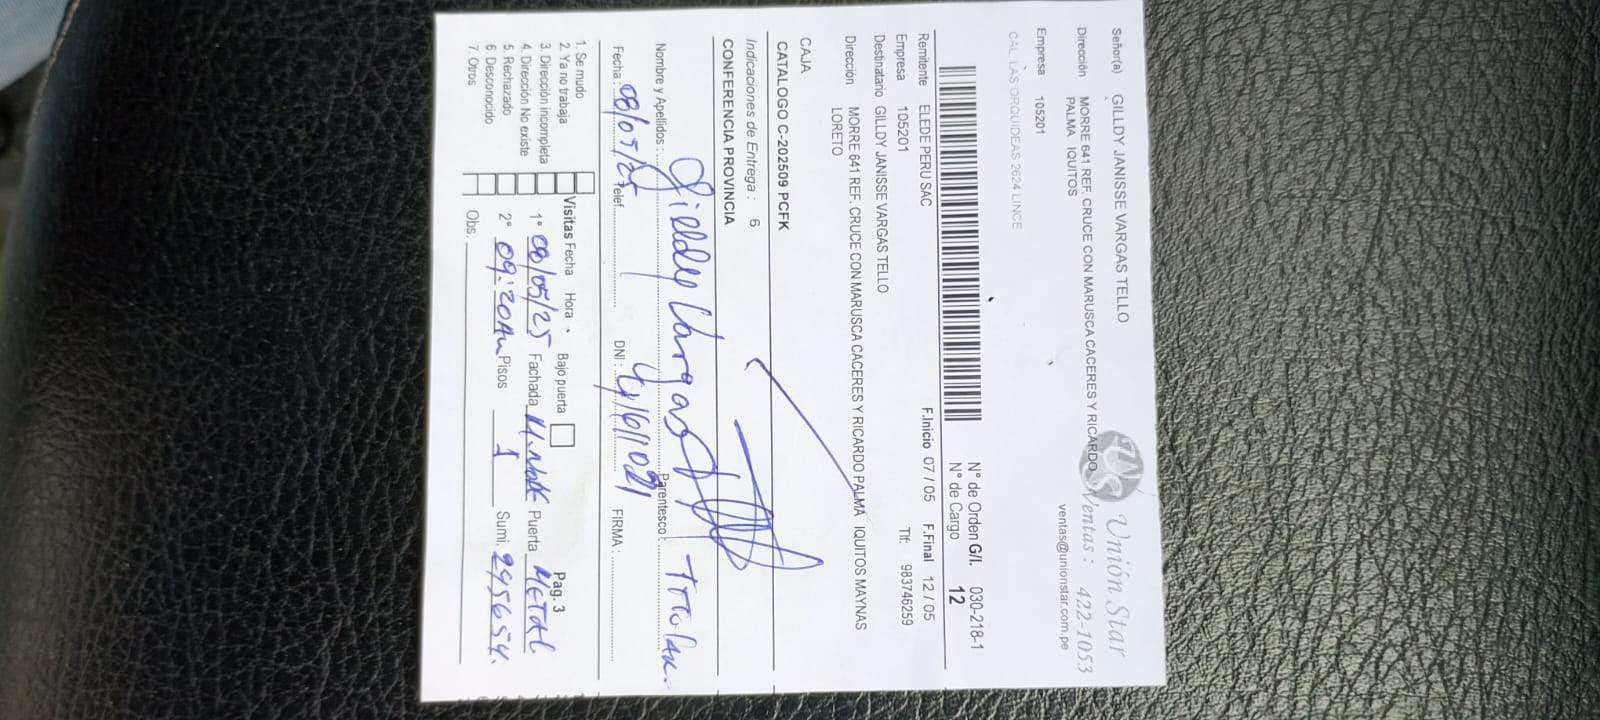 Señor(a) GILLDY JANISSE VARGAS TELLO
Unión Star
Dirección MORRE 641 REF. CRUCE CON MARUSCA CACERES Y RICARDO
PALMA IQUITOS
Ventas : 422-1053
ventas@unionstar.com.pe
Empresa 105201
CAL LAS ORQUIDEAS 2624 LINCE
N° de Orden G/I. 030-218-1
N° de Cargo 12
Remitente ELEDE PERU SAC F.Inicio 07 / 05 F.Final 12 / 05
Empresa 105201 Tlf: 983746259
Destinatario GILLDY JANISSE VARGAS TELLO
Dirección MORRE 641 REF. CRUCE CON MARUSCA CACERES Y RICARDO PALMA IQUITOS MAYNAS
LORETO
CAJA
CATALOGO C-202509 PCFK
Indicaciones de Entrega : 6
CONFERENCIA PROVINCIA
Nombre y Apellidos : Gilldy Vargas Parentesco : Titular.
Fecha : 08/05/25 Telef. DNI : FIRMA :
1. Se mudo
2. Ya no trabaja
3. Dirección incompleta
4. Dirección No existe
5. Rechazado
6. Desconocido
7. Otros
Visitas Fecha Hora Bajo puerta Pag. 3
1° 08/05/25 Fachada Puerta METAL
2° 09:20AM Pisos 1 Sumi. 2956654.
Obs.